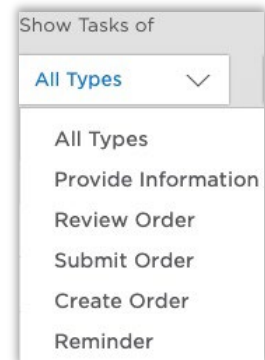 Show Tasks of
All Types
All Types
Provide Information
Review Order
Submit Order
Create Order
Reminder